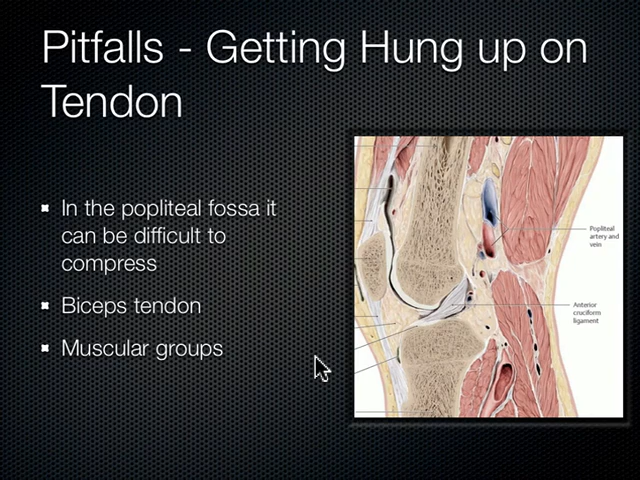 Pitfalls - Getting Hung up on
Tendon
In the popliteal fossa it
can be difficult to
compress
Biceps tendon
Muscular groups
Popliteal
artery and
vein
Anterior
cruciform
ligament